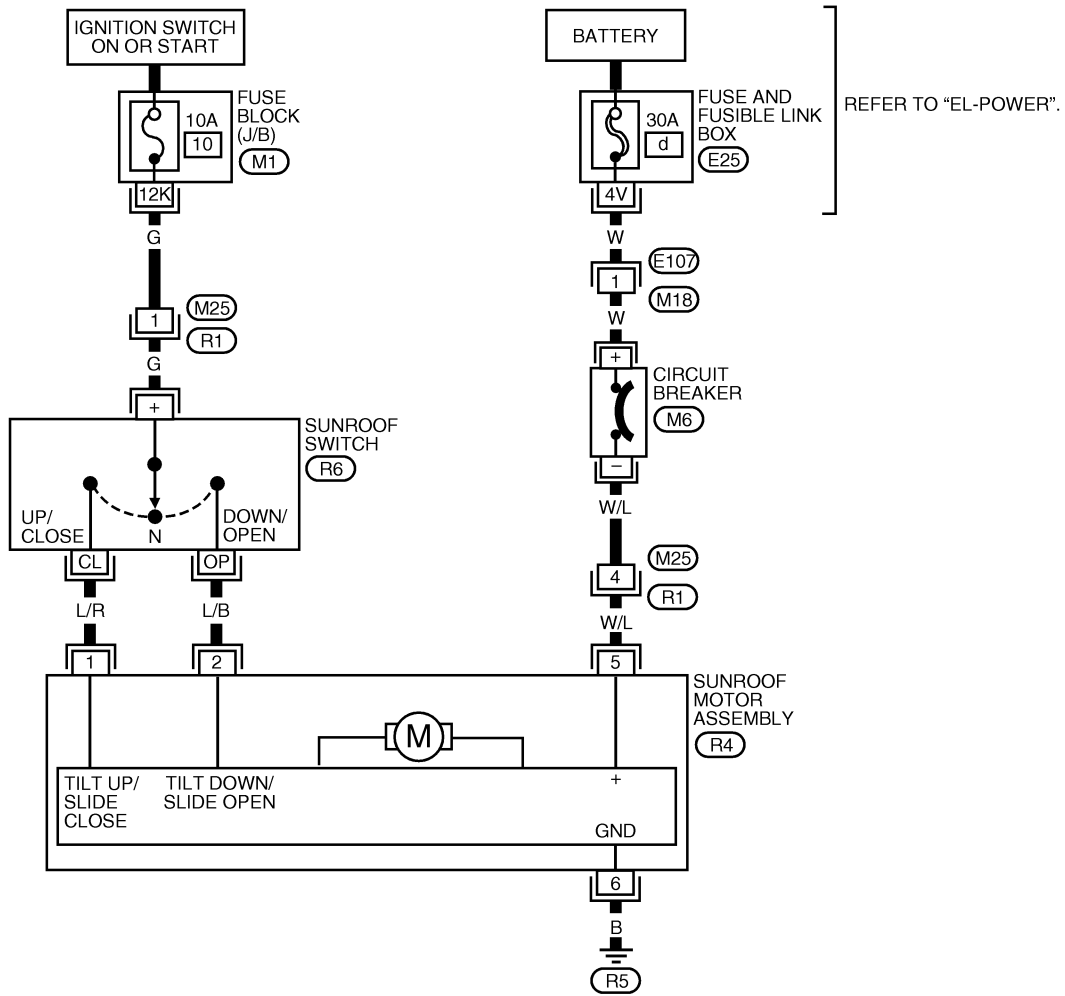 IGNITION SWITCH
ON OR START
BATTERY
REFER TO “EL-POWER”.
FUSE
BLOCK
(J/B)
M1
10A
10
12K
FUSE AND
FUSIBLE LINK
BOX
E25
30A
d
4V
G
W
1
E107
M18
1
M25
R1
W
G
+
CIRCUIT
BREAKER
M6
+
SUNROOF
SWITCH
R6
−
UP/
CLOSE
N
DOWN/
OPEN
W/L
CL
OP
4
M25
R1
L/R
L/B
W/L
1
2
5
SUNROOF
MOTOR
ASSEMBLY
R4
M
TILT UP/
SLIDE
CLOSE
TILT DOWN/
SLIDE OPEN
+
GND
6
B
R5